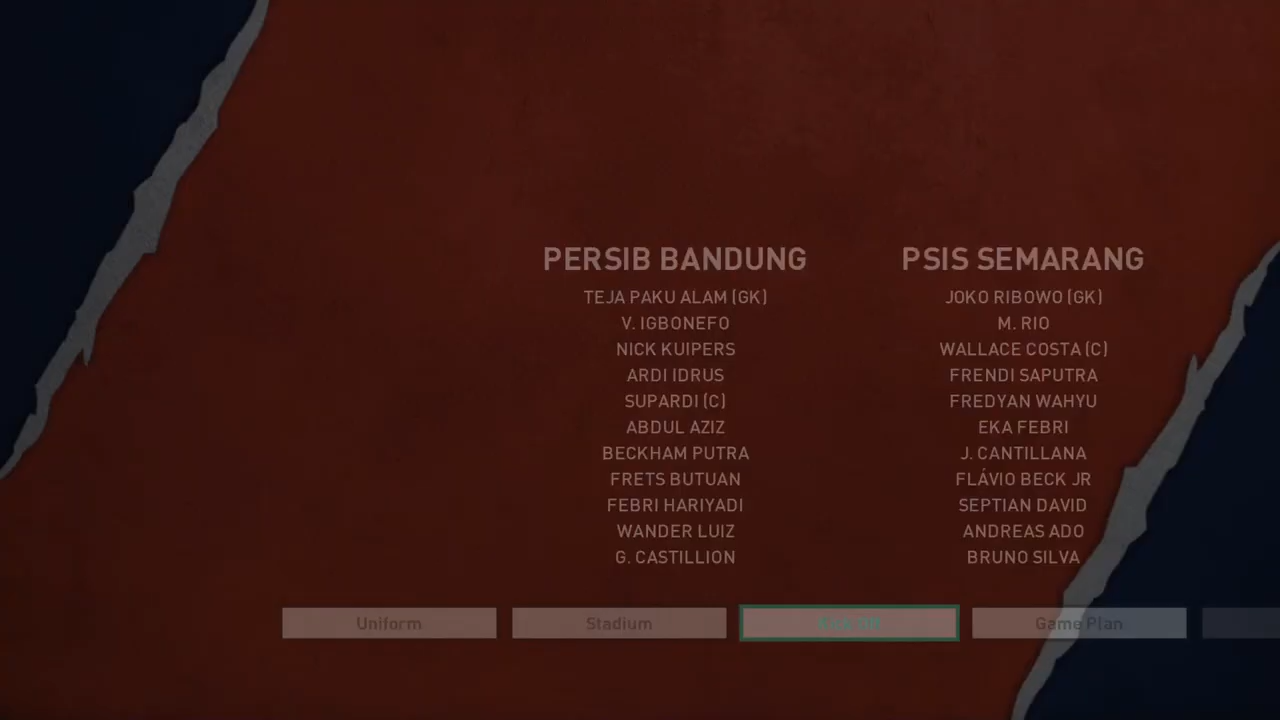 PERSIB BANDUNG
TEJA PAKU ALAM (GK)
V. IGBONEFO
NICK KUIPERS
ARDI IDRUS
SUPARDI (C)
ABDUL AZIZ
BECKHAM PUTRA
FRETS BUTUAN
FEBRI HARIYADI
WANDER LUIZ
G. CASTILLION
PSIS SEMARANG
JOKO RIBOWO (GK)
M. RIO
WALLACE COSTA (C)
FRENDI SAPUTRA
FREDYAN WAHYU
EKA FEBRI
J. CANTILLANA
FLÁVIO BECK JR
SEPTIAN DAVID
ANDREAS ADO
BRUNO SILVA
Uniform
Stadium
Game Plan